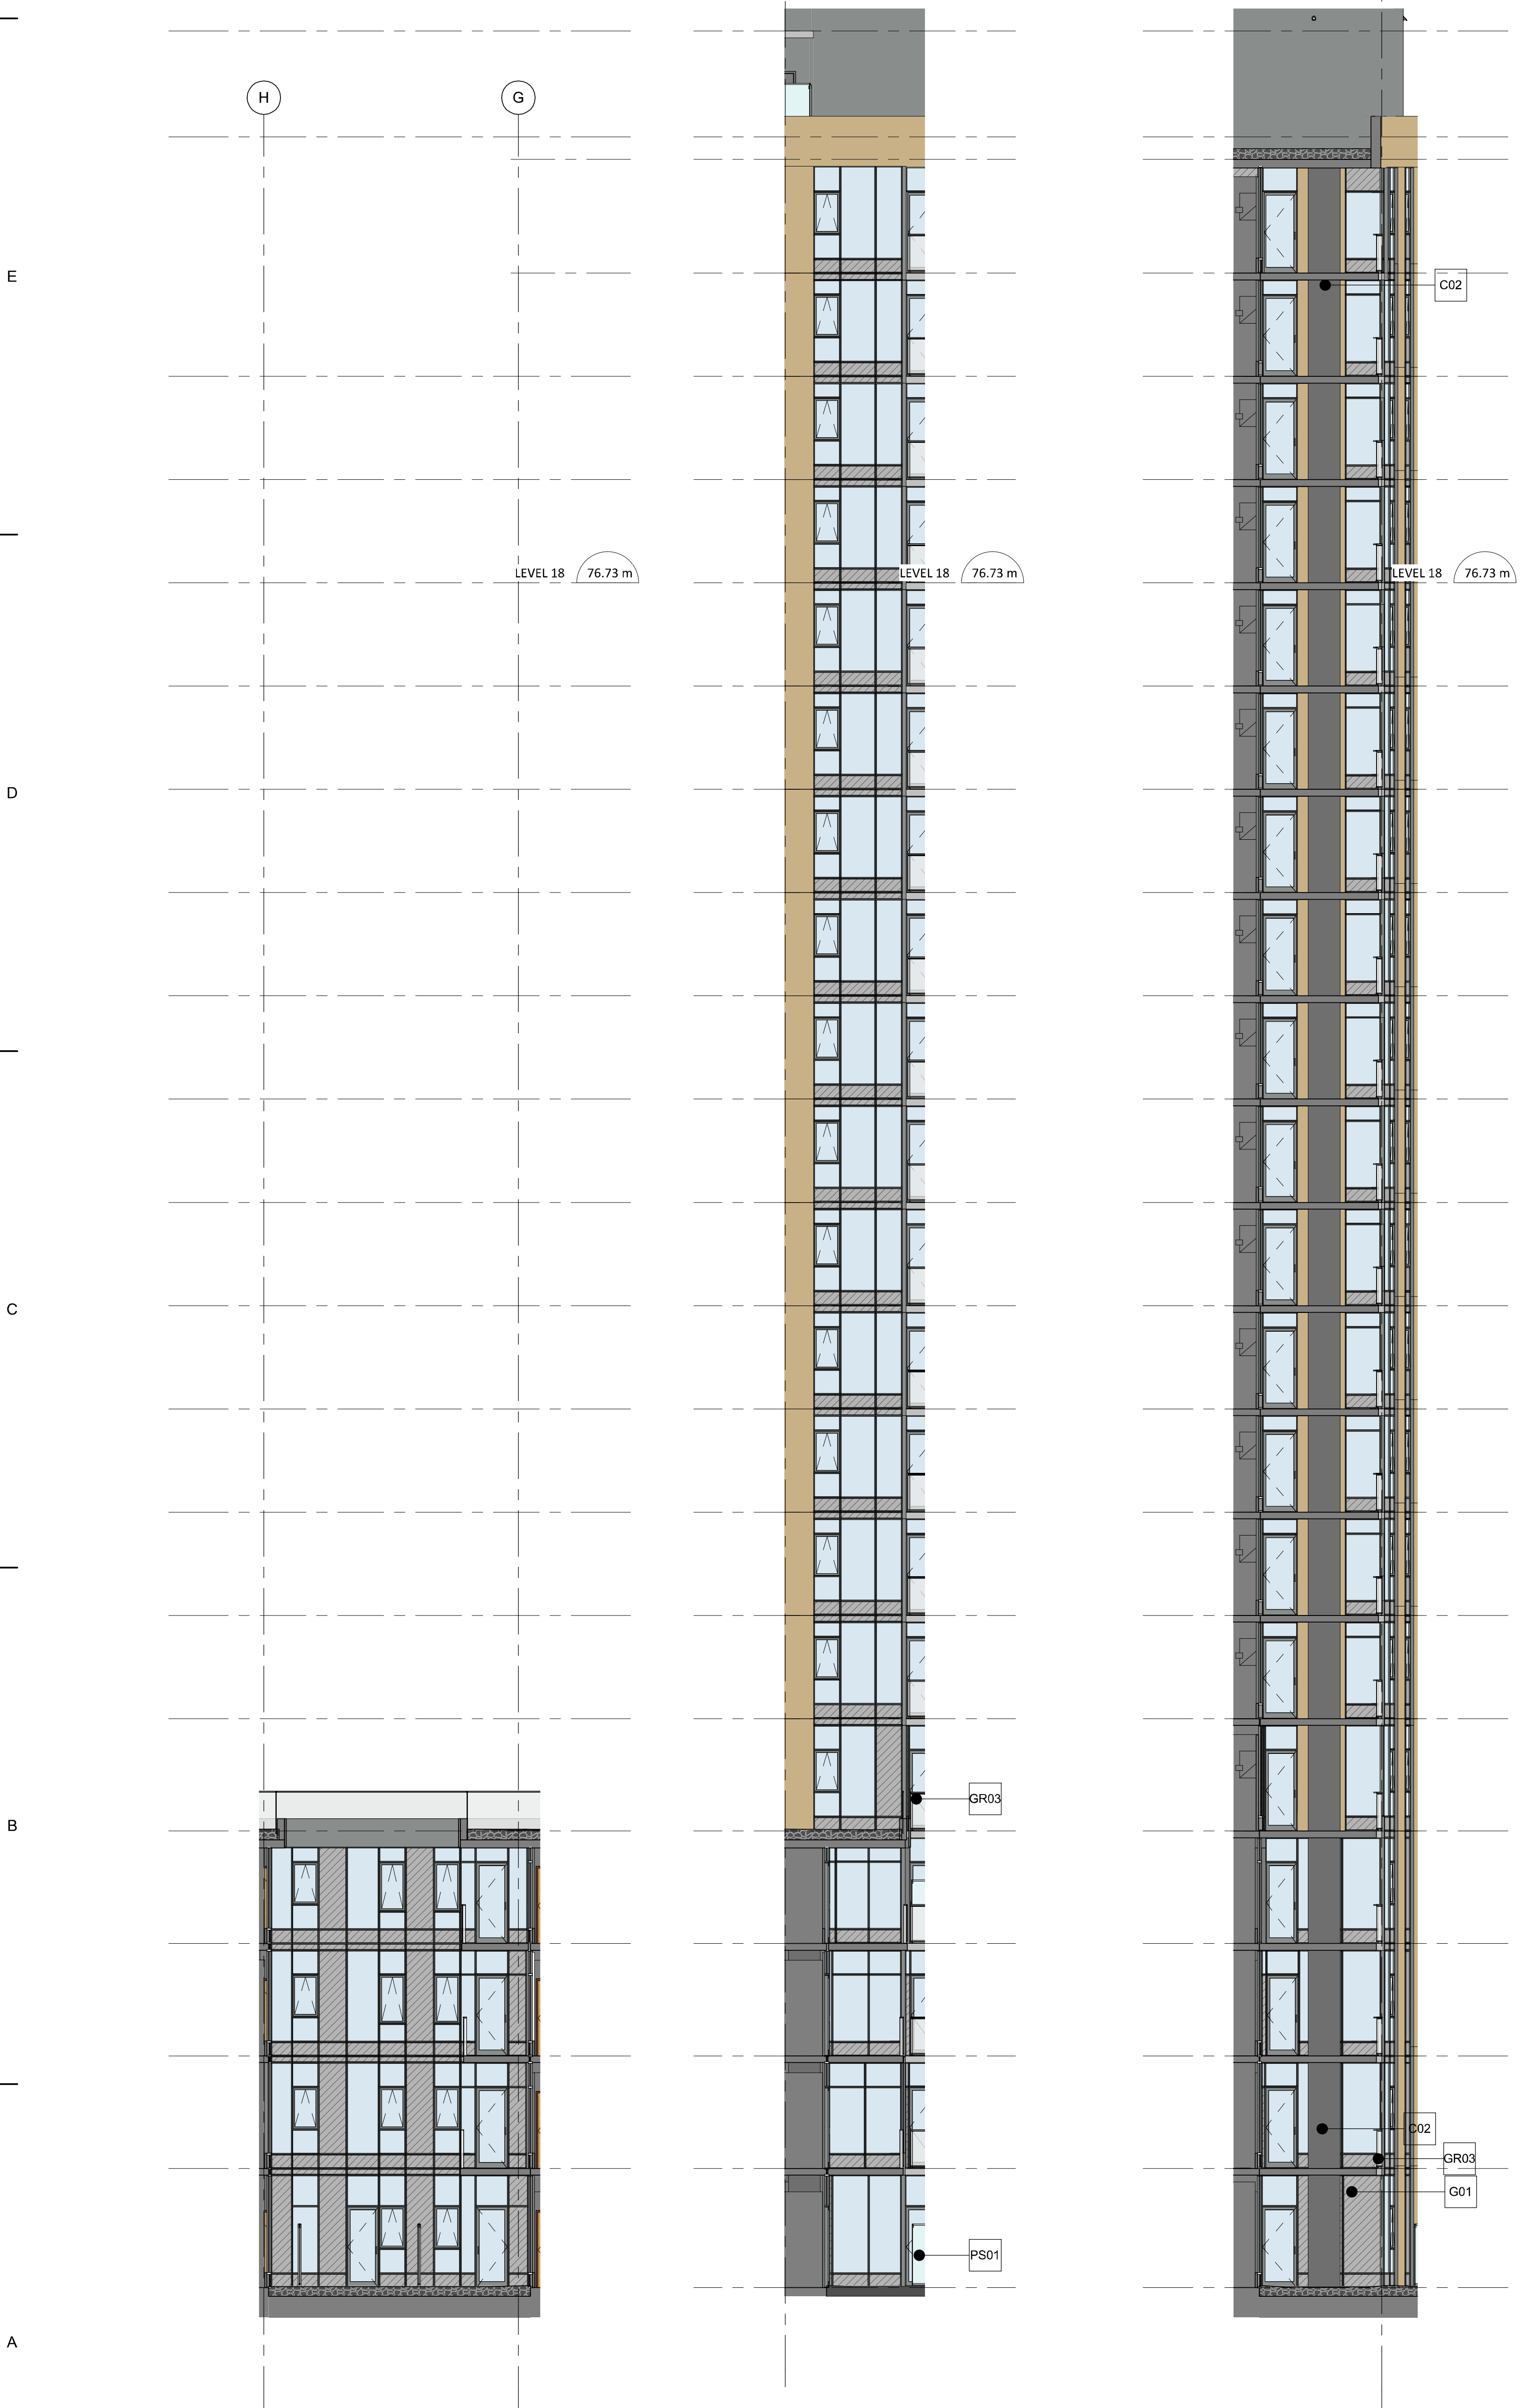 H
G
E
C02
LEVEL 18
76.73 m
LEVEL 18
76.73 m
LEVEL 18
76.73 m
D
C
GR03
B
C02
GR03
G01
PS01
A